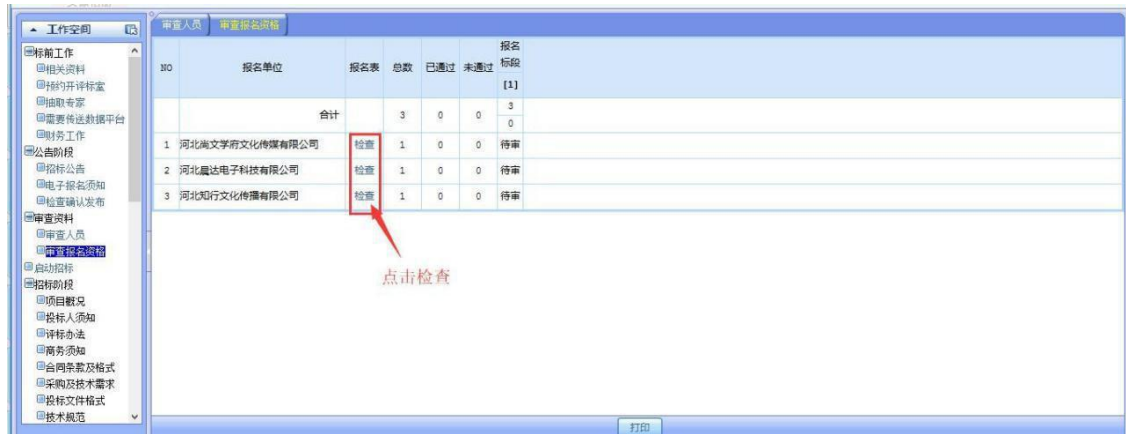 工作空间
标前工作
相关资料
预约开评标室
抽取专家
需要传送数据平台
财务工作
公告阶段
招标公告
电子报名须知
检查确认发布
审查资料
审查人员
审查报名资格
启动招标
招标阶段
项目概况
投标人须知
评标办法
商务须知
合同条款及格式
采购及技术需求
投标文件格式
技术规范
审查人员 审查报名资格
NO 报名单位 报名表 总数 已通过 未通过 报名标段
[1]
合计 3 0 0 3
0
1 河北尚文学府文化传媒有限公司 检查 1 0 0 待审
2 河北晨达电子科技有限公司 检查 1 0 0 待审
3 河北知行文化传播有限公司 检查 1 0 0 待审
点击检查
打印